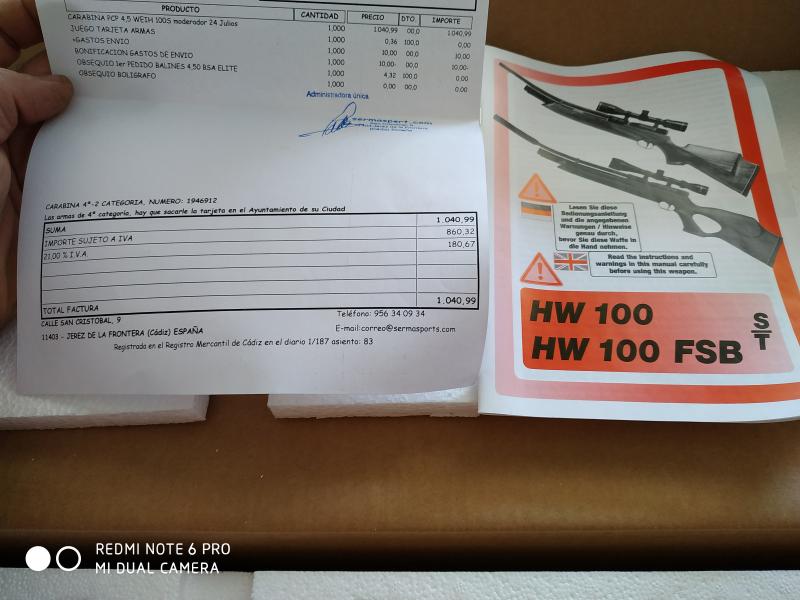 PRODUCTO CANTIDAD PRECIO DTO. IMPORTE
CARABINA PCP 4,5 WEIH 100S moderador 24 Julios 1,000 1.040,99 00,0 1.040,99
JUEGO TARJETA ARMAS 1,000 0,36 100,0 0,00
+GASTOS ENVIO 1,000 10,00 00,0 10,00
BONIFICACION GASTOS DE ENVIO 1,000 10,00- 00,0 10,00-
OBSEQUIO 1er PEDIDO BALINES 4,50 BSA ELITE 1,000 4,32 100,0 0,00
OBSEQUIO BOLIGRAFO 1,000 0,00 00,0 0,00
Administradora única
sermasport.com
CARABINA 4ª-2 CATEGORIA, NUMERO: 1946912
Las armas de 4ª categoria, hay que sacarle la tarjeta en el Ayuntamiento de su Ciudad
SUMA 1.040,99
IMPORTE SUJETO A IVA 860,32
21,00 % I.V.A. 180,67
TOTAL FACTURA 1.040,99
CALLE SAN CRISTOBAL, 9 Teléfono: 956 34 09 34
11403 - JEREZ DE LA FRONTERA (Cádiz) ESPAÑA E-mail:correo@sermasports.com
Registrada en el Registro Mercantil de Cádiz en el diario 1/187 asiento: 83
Lesen Sie diese
Bedienungsanleitung
und die angegebenen
Warnungen / Hinweise
genau durch,
bevor Sie diese Waffe in
die Hand nehmen.
Read the instructions and
warnings in this manual carefully
before using this weapon.
HW 100
HW 100 FSB S/T
REDMI NOTE 6 PRO
MI DUAL CAMERA